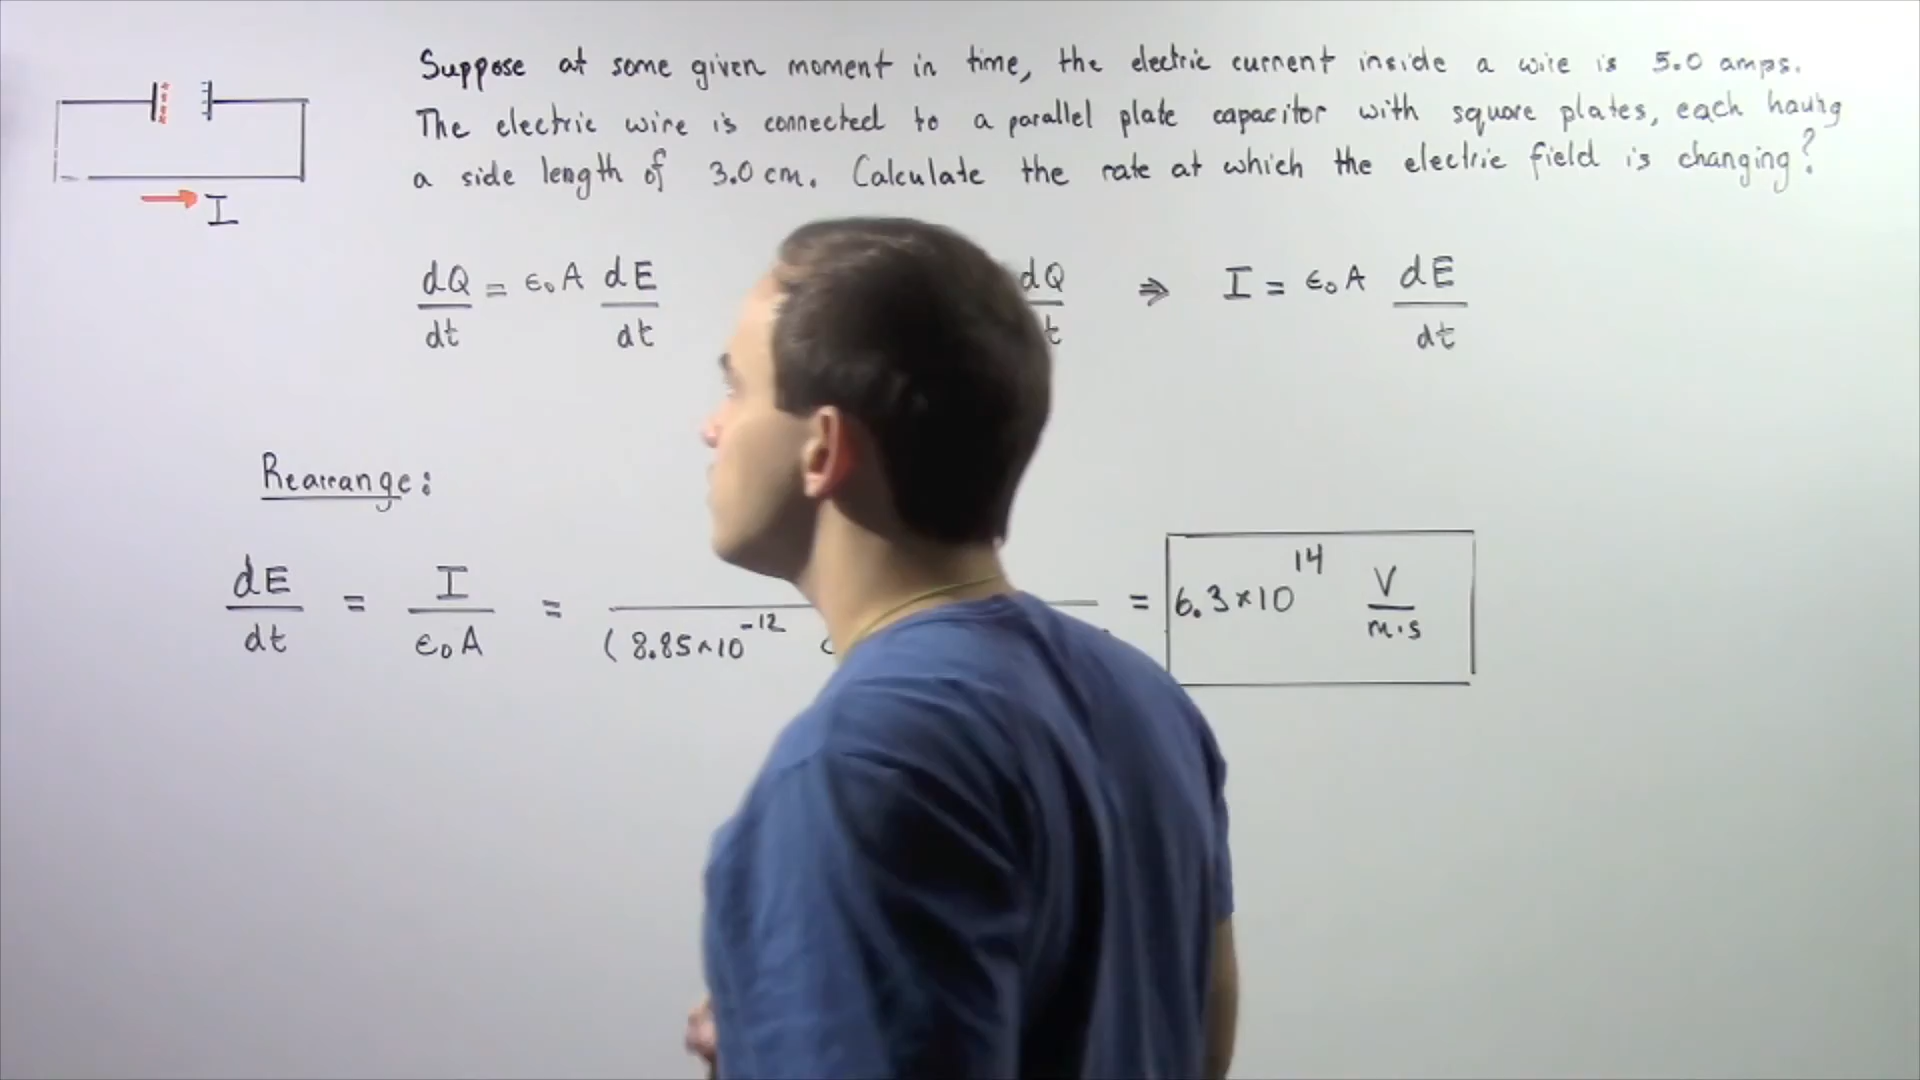 Suppose at some given moment in time, the electric current inside a wire is 5.0 amps.
The electric wire is connected to a parallel plate capacitor with square plates, each having
a side length of 3.0 cm. Calculate the rate at which the electric field is changing?
I
dQ/dt = ϵ₀A dE/dt dQ/t ⇒ I = ϵ₀A dE/dt
Rearrange:
dE/dt = I/ϵ₀A = (8.85×10⁻¹² = 6.3×10¹⁴ V/m·s